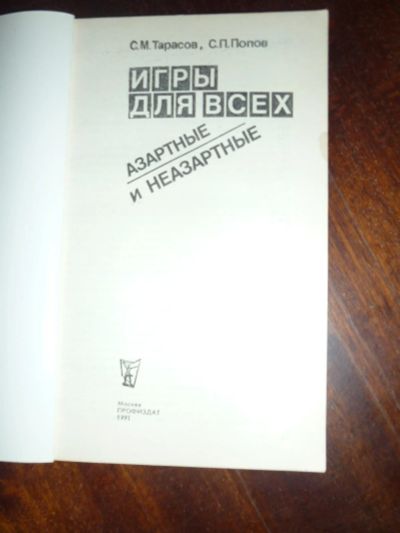 С.М.Тарасов, С.П.Попов
ИГРЫ
ДЛЯ ВСЕХ
АЗАРТНЫЕ
И НЕАЗАРТНЫЕ
Москва
ПРОФИЗДАТ
1991